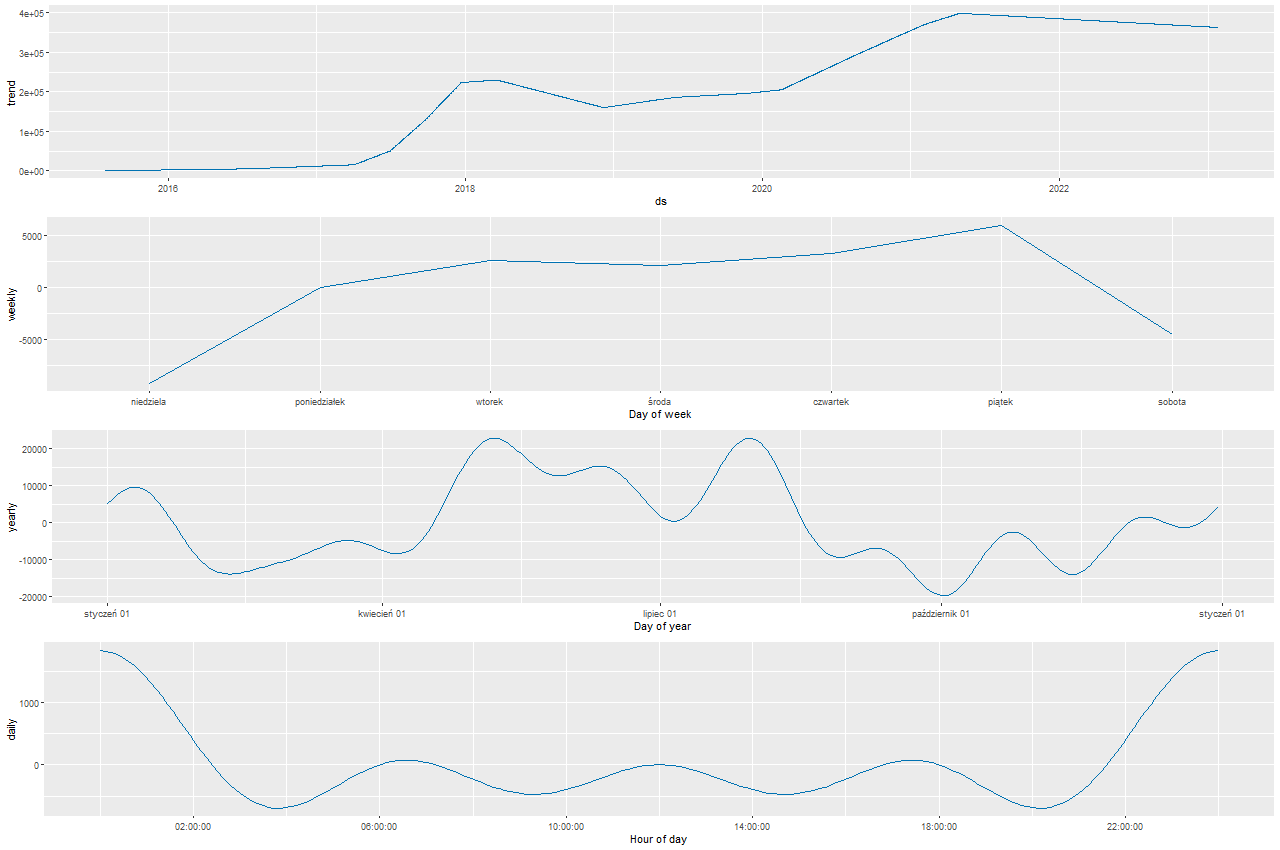 4e+05
3e+05
2e+05
1e+05
0e+00
trend
2016 2018 2020 2022
ds
5000
0
-5000
weekly
niedziela poniedziałek wtorek środa czwartek piątek sobota
Day of week
20000
10000
0
-10000
-20000
yearly
styczeń 01 kwiecień 01 lipiec 01 październik 01 styczeń 01
Day of year
1000
0
daily
02:00:00 06:00:00 10:00:00 14:00:00 18:00:00 22:00:00
Hour of day